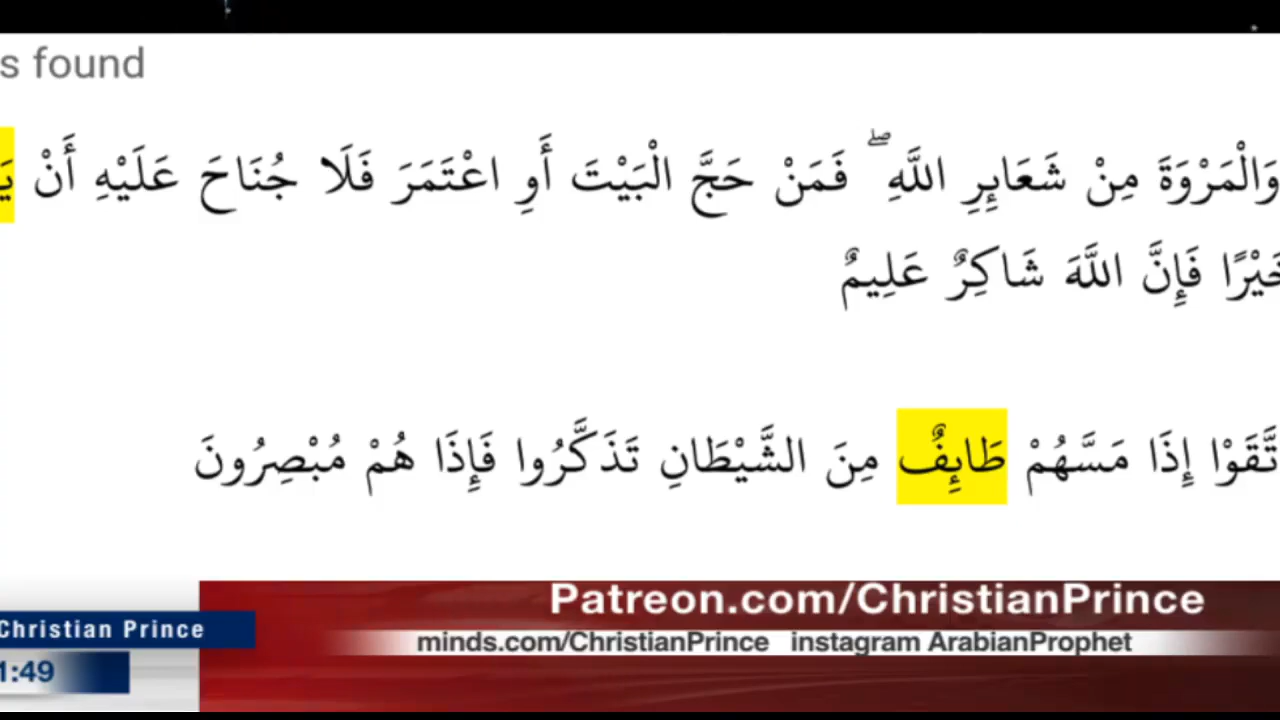 s found
وَالْمَرْوَةَ مِنْ شَعَائِرِ اللَّهِ ۖ فَمَنْ حَجَّ الْبَيْتَ أَوِ اعْتَمَرَ فَلَا جُنَاحَ عَلَيْهِ أَنْ يَ
خَيْرًا فَإِنَّ اللَّهَ شَاكِرٌ عَلِيمٌ
تَّقَوْا إِذَا مَسَّهُمْ طَائِفٌ مِنَ الشَّيْطَانِ تَذَكَّرُوا فَإِذَا هُمْ مُبْصِرُونَ
Patreon.com/ChristianPrince
Christian Prince
minds.com/ChristianPrince instagram ArabianProphet
1:49